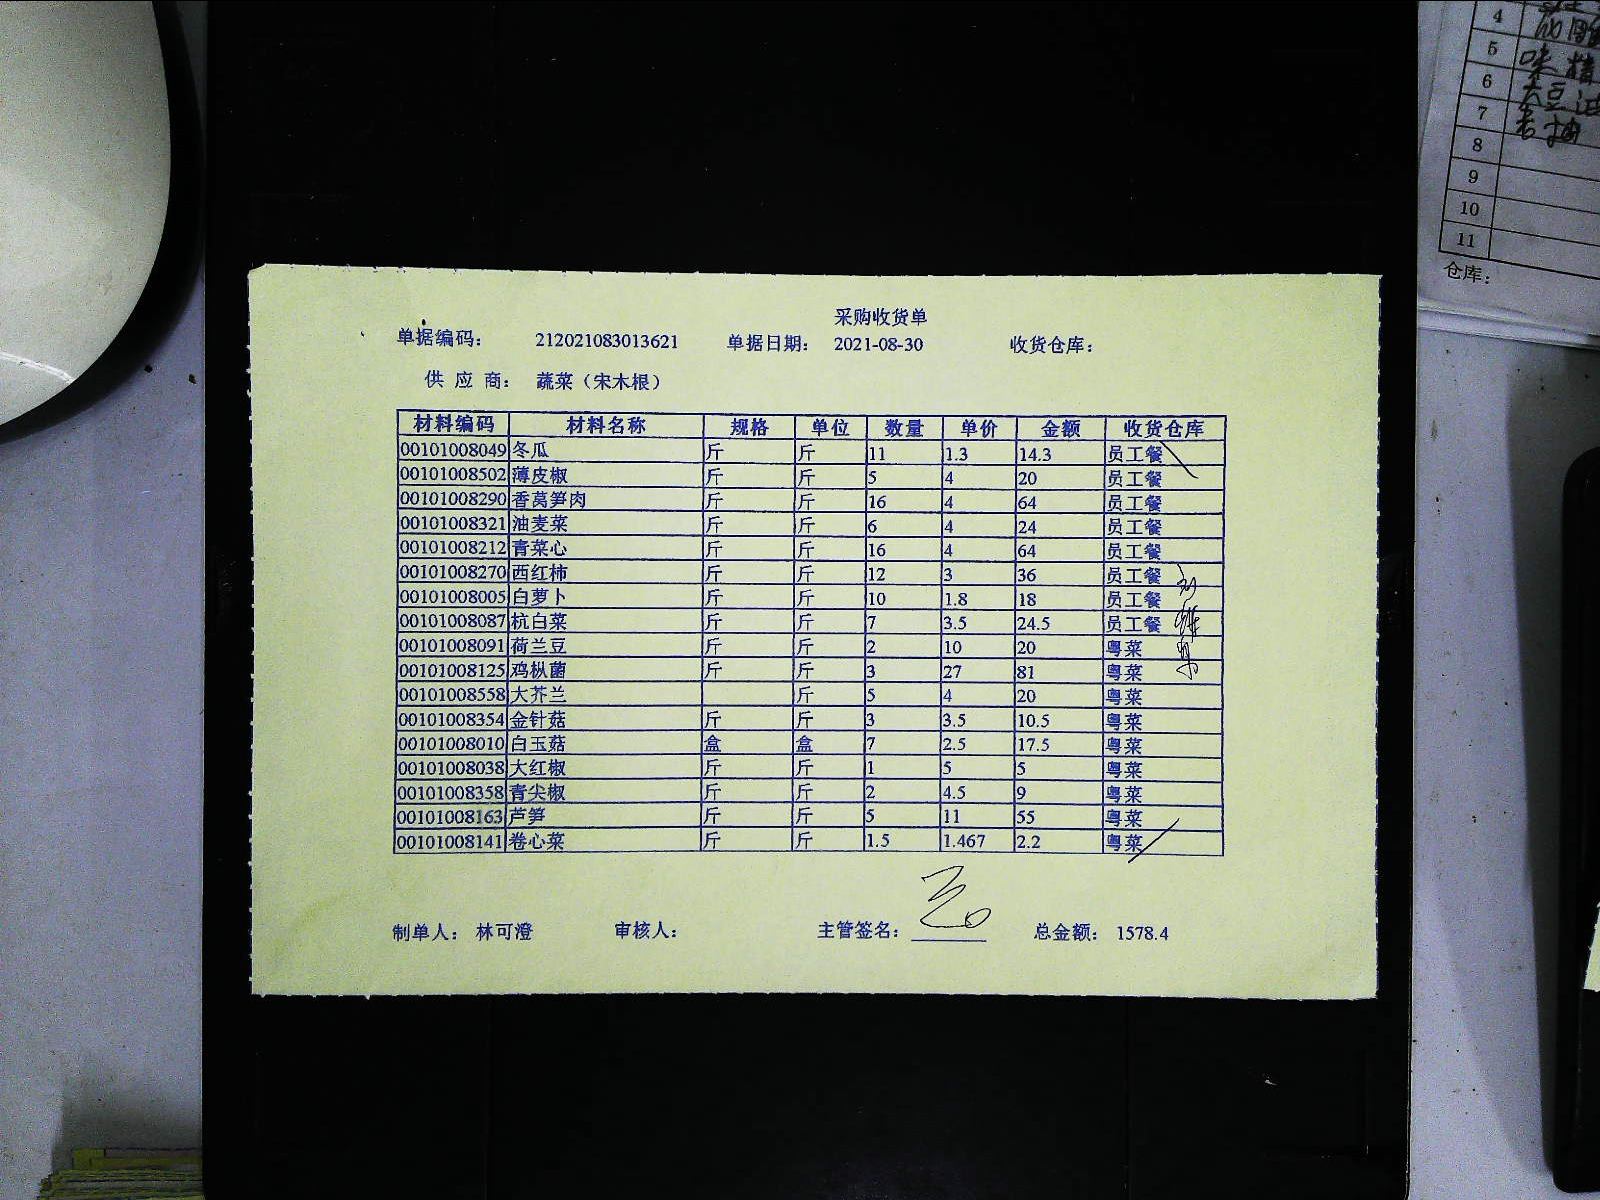 采购收货单
单据编码： 212021083013621 单据日期： 2021-08-30 收货仓库：
供 应 商： 蔬菜（宋木根）
材料编码 材料名称 规格 单位 数量 单价 金额 收货仓库
00101008049 冬瓜 斤 斤 11 1.3 14.3 员工餐
00101008502 薄皮椒 斤 斤 5 4 20 员工餐
00101008290 香莴笋肉 斤 斤 16 4 64 员工餐
00101008321 油麦菜 斤 斤 6 4 24 员工餐
00101008212 青菜心 斤 斤 16 4 64 员工餐
00101008270 西红柿 斤 斤 12 3 36 员工餐
00101008005 白萝卜 斤 斤 10 1.8 18 员工餐
00101008087 杭白菜 斤 斤 7 3.5 24.5 员工餐
00101008091 荷兰豆 斤 斤 2 10 20 粤菜
00101008125 鸡枞菌 斤 斤 3 27 81 粤菜
00101008558 大芥兰 斤 5 4 20 粤菜
00101008354 金针菇 斤 斤 3 3.5 10.5 粤菜
00101008010 白玉菇 盒 盒 7 2.5 17.5 粤菜
00101008038 大红椒 斤 斤 1 5 5 粤菜
00101008358 青尖椒 斤 斤 2 4.5 9 粤菜
00101008163 芦笋 斤 斤 5 11 55 粤菜
00101008141 卷心菜 斤 斤 1.5 1.467 2.2 粤菜
制单人： 林可澄 审核人： 主管签名： 总金额： 1578.4
4
5 味精
6 大豆油
7 老抽
8
9
10
11
仓库：